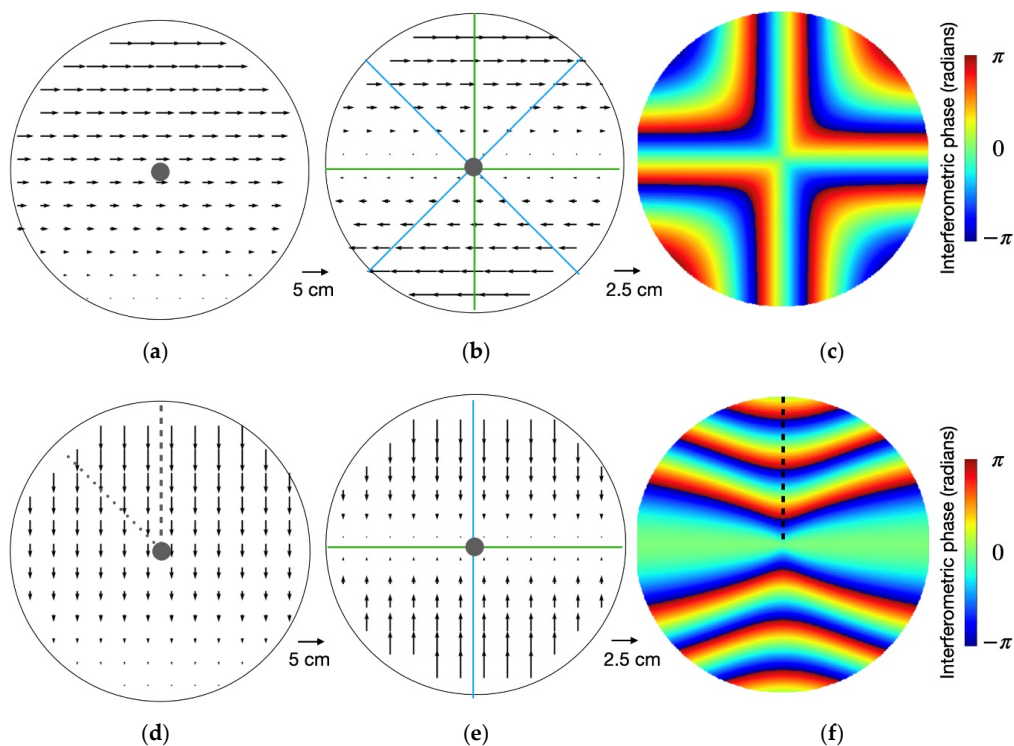 5 cm
2.5 cm
Interferometric phase (radians)
π
0
−π
(a)
(b)
(c)
5 cm
2.5 cm
Interferometric phase (radians)
π
0
−π
(d)
(e)
(f)